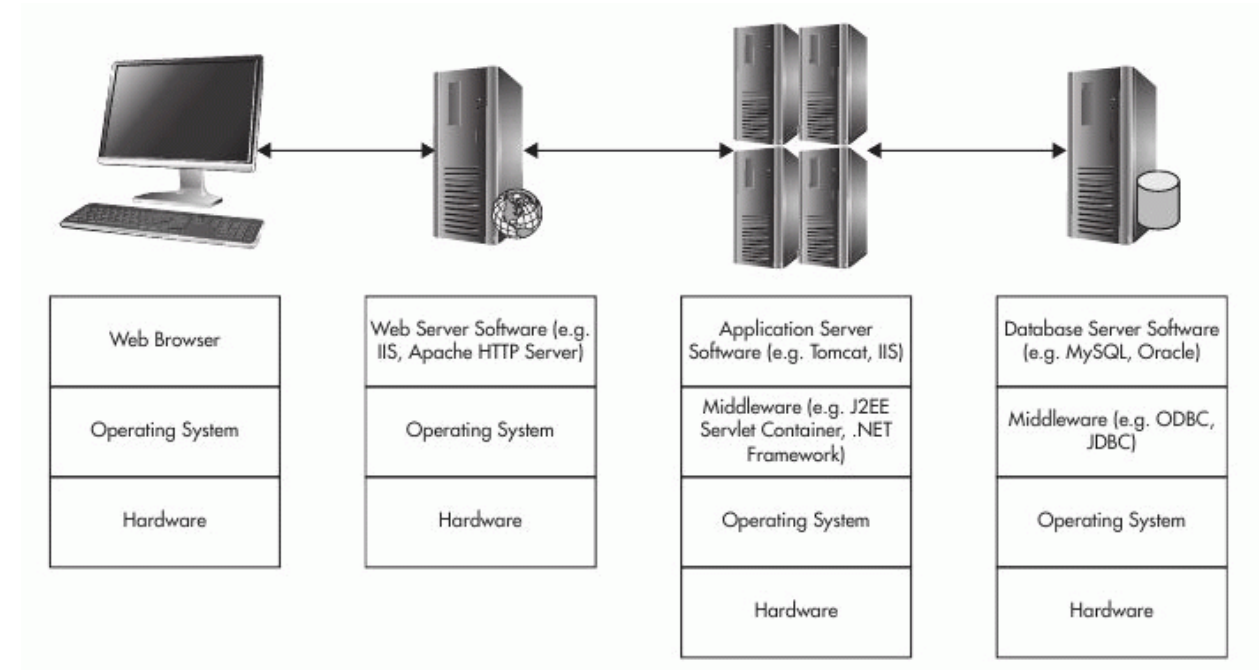 Web Browser
Operating System
Hardware
Web Server Software (e.g.
IIS, Apache HTTP Server)
Operating System
Hardware
Application Server
Software (e.g. Tomcat, IIS)
Middleware (e.g. J2EE
Servlet Container, .NET
Framework)
Operating System
Hardware
Database Server Software
(e.g. MySQL, Oracle)
Middleware (e.g. ODBC,
JDBC)
Operating System
Hardware